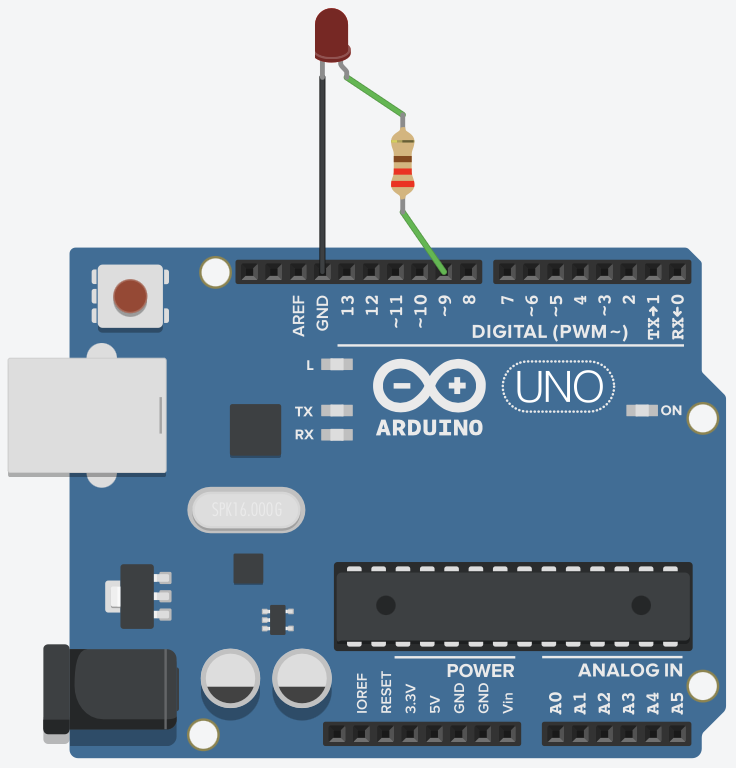 AREF
GND
13
12
~11
~10
~9
8
7
~6
~5
4
~3
2
TX→1
RX←0
DIGITAL (PWM~)
L
TX
RX
ARDUINO
UNO
ON
SPK16.000G
POWER
ANALOG IN
IOREF
RESET
3.3V
5V
GND
GND
Vin
A0
A1
A2
A3
A4
A5